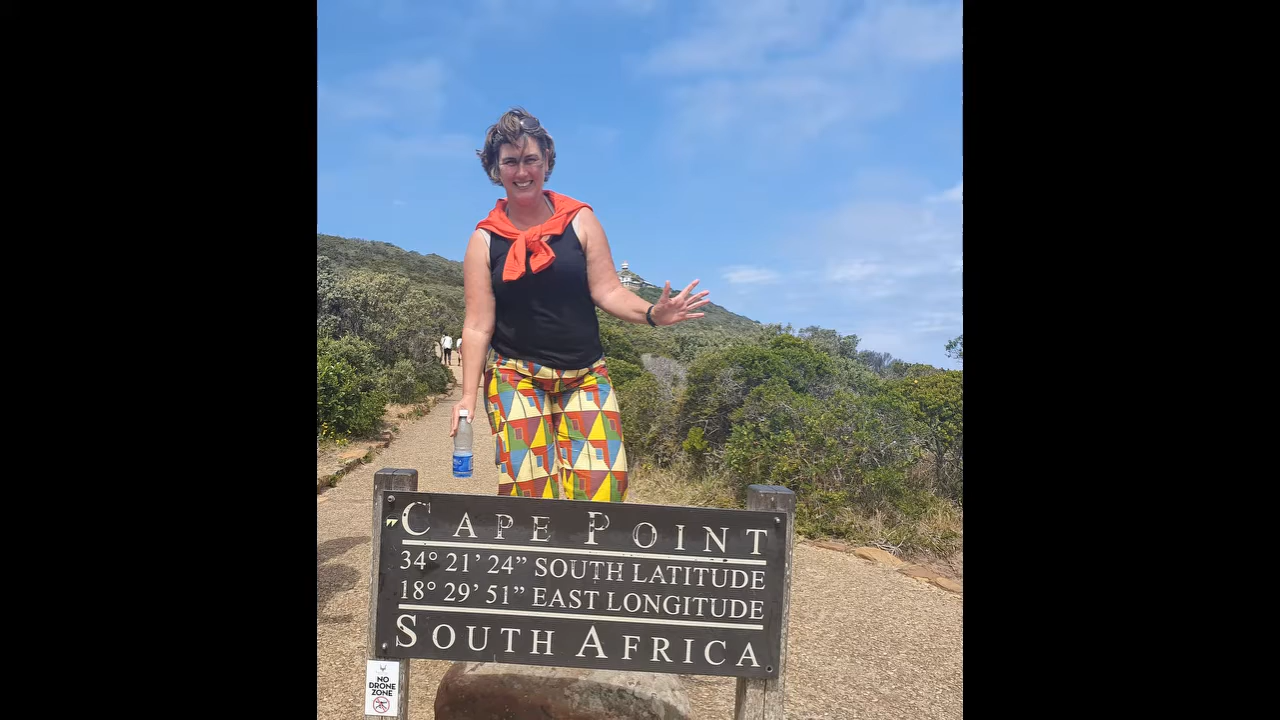 CAPE POINT
34° 21' 24" SOUTH LATITUDE
18° 29' 51" EAST LONGITUDE
SOUTH AFRICA
NO
DRONE
ZONE